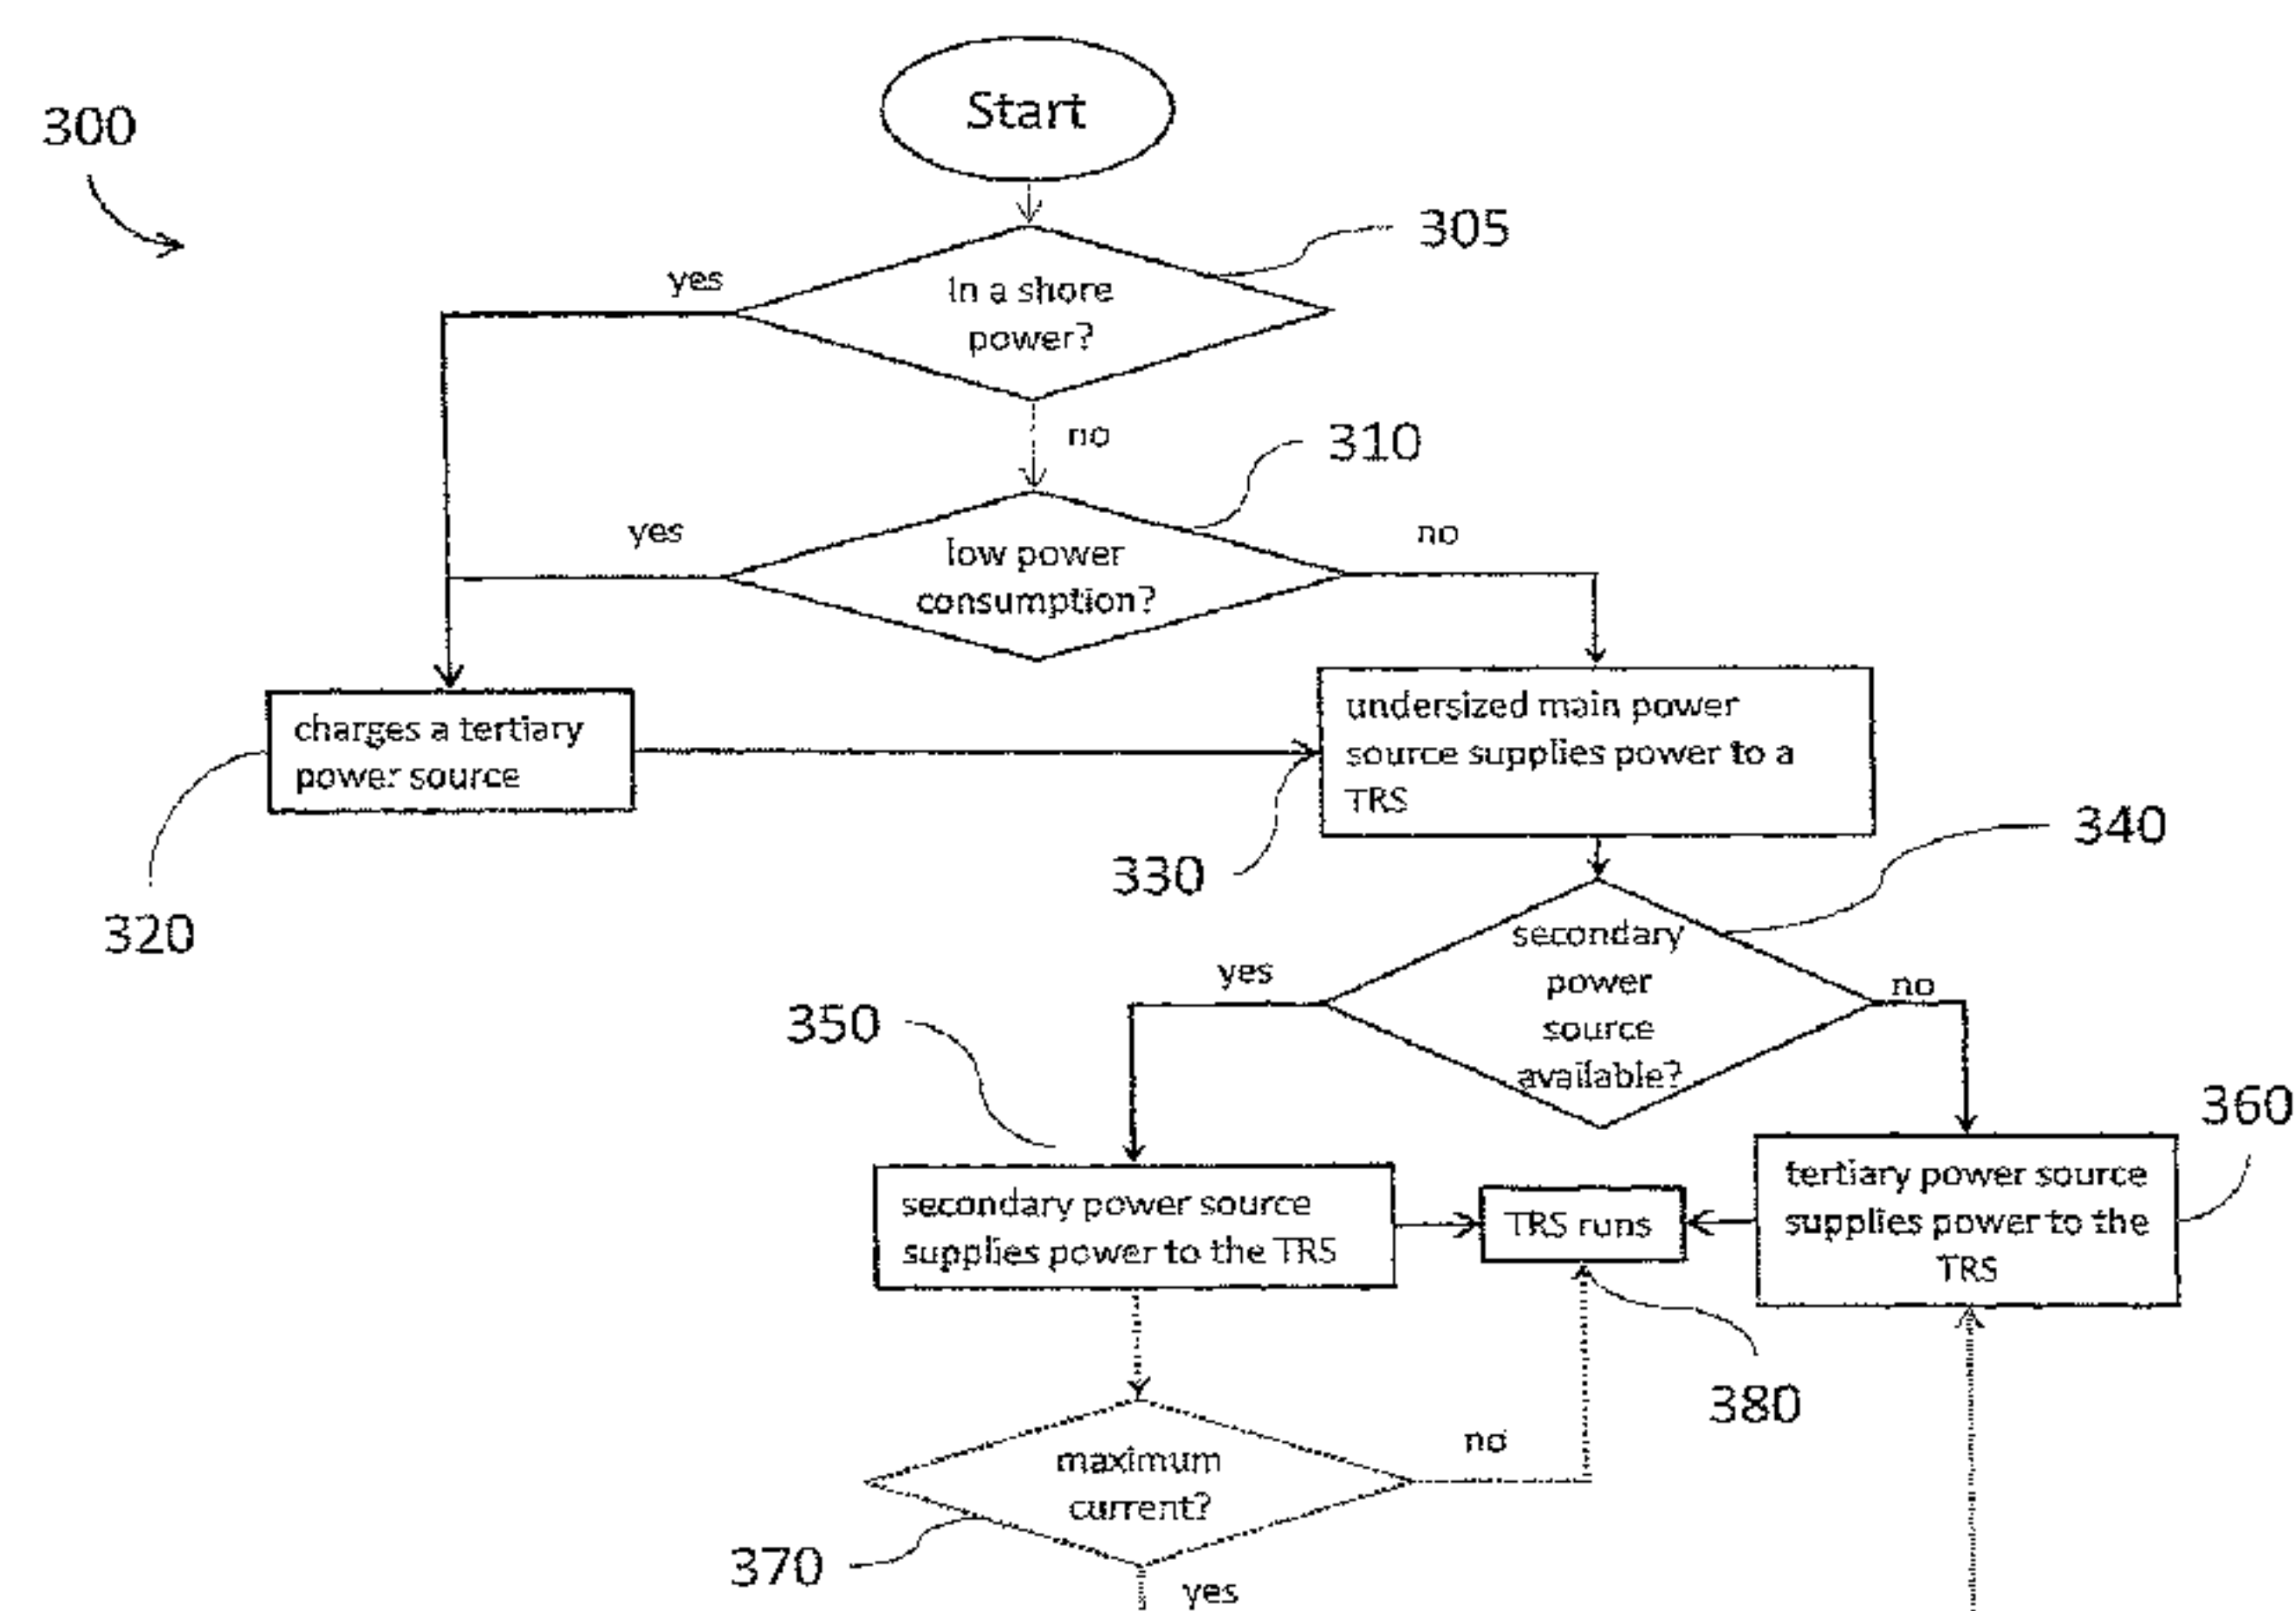 Start
300
305
yes
In a shore
power?
no
310
yes
low power
consumption?
no
charges a tertiary
power source
320
undersized main power
source supplies power to a
TRS
330
340
secondary
power
source
available?
yes
no
350
360
secondary power source
supplies power to the TRS
TRS runs
tertiary power source
supplies power to the
TRS
380
maximum
current?
no
370
yes